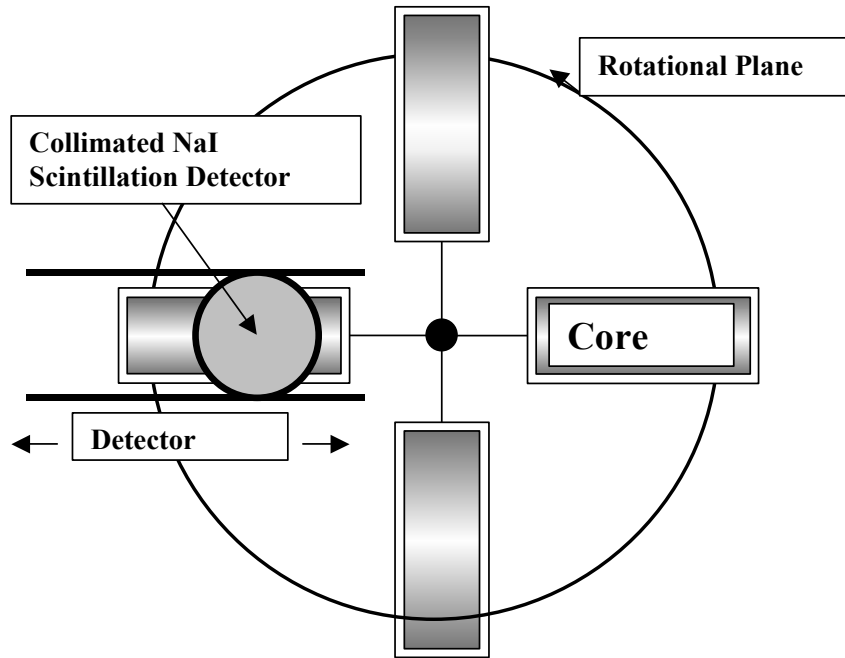 Rotational Plane
Collimated NaI
Scintillation Detector
Core
Detector